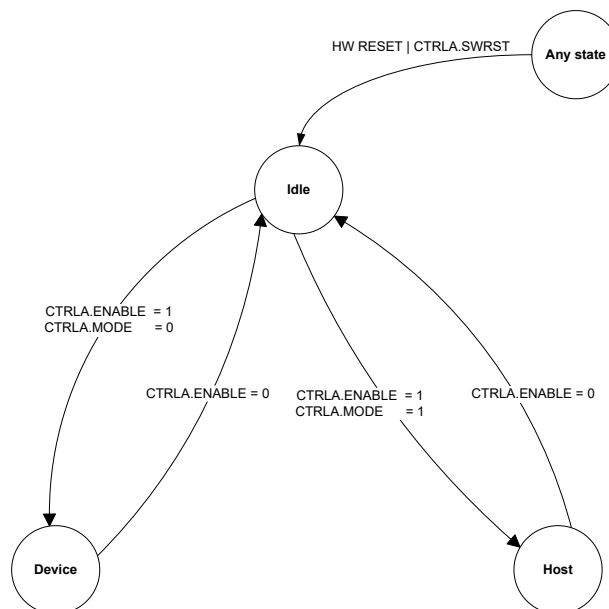 HW RESET | CTRLA.SWRST
Any state
Idle
CTRLA.ENABLE = 1
CTRLA.MODE = 0
CTRLA.ENABLE = 0
CTRLA.ENABLE = 1
CTRLA.MODE = 1
CTRLA.ENABLE = 0
Device
Host